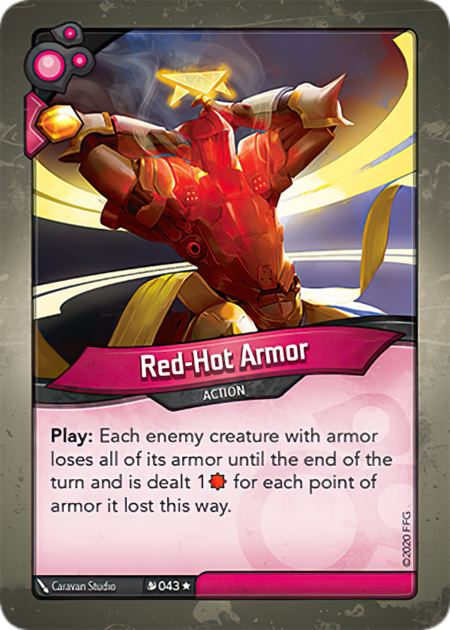 Red-Hot Armor
ACTION
Play: Each enemy creature with armor
loses all of its armor until the end of the
turn and is dealt 1 for each point of
armor it lost this way.
©2020 FFG
Caravan Studio
043